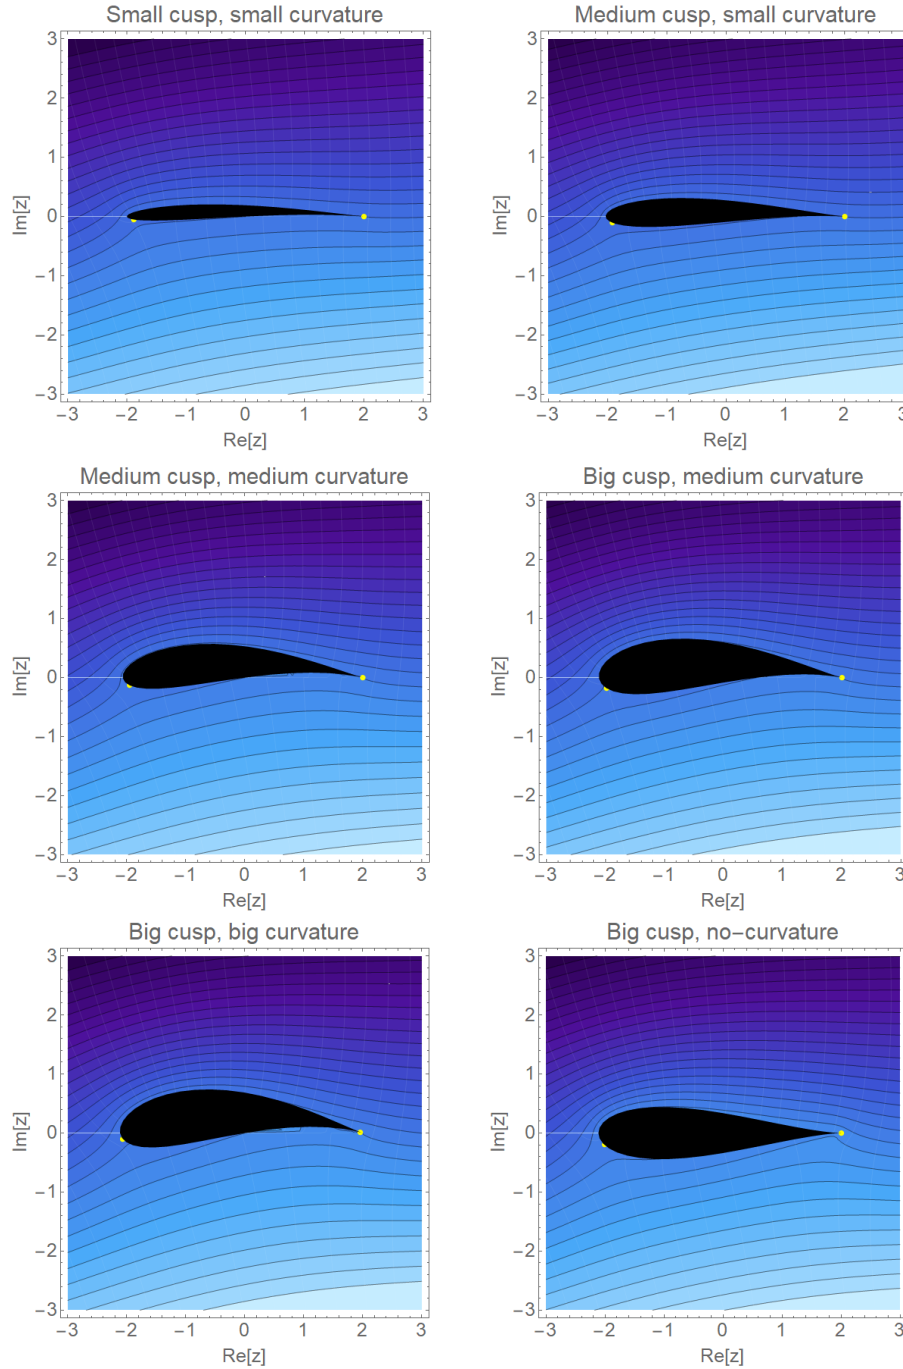 Small cusp, small curvature
3
2
1
0
−1
−2
−3
Im[z]
−3 −2 −1 0 1 2 3
Re[z]
Medium cusp, small curvature
3
2
1
0
−1
−2
−3
Im[z]
−3 −2 −1 0 1 2 3
Re[z]
Medium cusp, medium curvature
3
2
1
0
−1
−2
−3
Im[z]
−3 −2 −1 0 1 2 3
Re[z]
Big cusp, medium curvature
3
2
1
0
−1
−2
−3
Im[z]
−3 −2 −1 0 1 2 3
Re[z]
Big cusp, big curvature
3
2
1
0
−1
−2
−3
Im[z]
−3 −2 −1 0 1 2 3
Re[z]
Big cusp, no−curvature
3
2
1
0
−1
−2
−3
Im[z]
−3 −2 −1 0 1 2 3
Re[z]